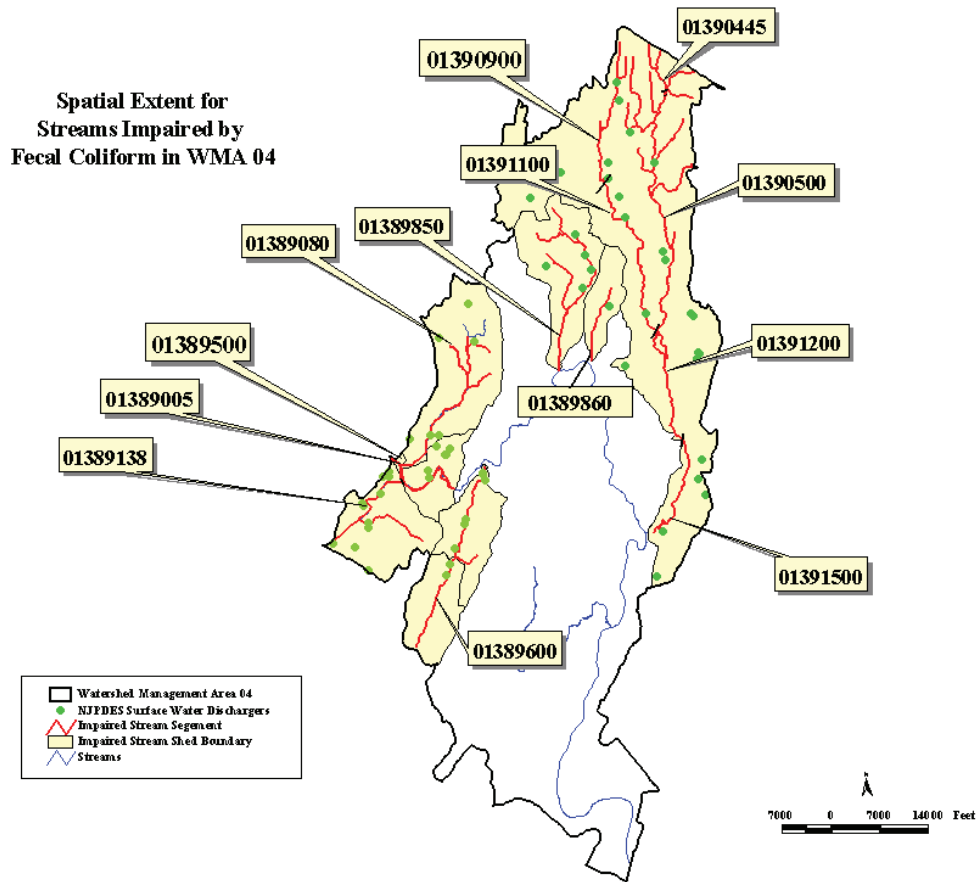 Spatial Extent for
Streams Impaired by
Fecal Coliform in WMA 04
01390445
01390900
01391100
01390500
01389850
01389080
01389500
01391200
01389005
01389860
01389138
01391500
01389600
Watershed Management Area 04
NJPDES Surface Water Dischargers
Impaired Stream Segement
Impaired Stream Shed Boundary
Streams
N
7000 0 7000 14000 Feet